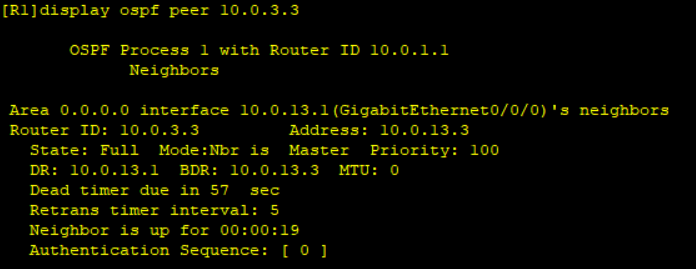 [R1]display ospf peer 10.0.3.3
OSPF Process 1 with Router ID 10.0.1.1
Neighbors
Area 0.0.0.0 interface 10.0.13.1(GigabitEthernet0/0/0)'s neighbors
Router ID: 10.0.3.3 Address: 10.0.13.3
State: Full Mode:Nbr is Master Priority: 100
DR: 10.0.13.1 BDR: 10.0.13.3 MTU: 0
Dead timer due in 57 sec
Retrans timer interval: 5
Neighbor is up for 00:00:19
Authentication Sequence: [ 0 ]